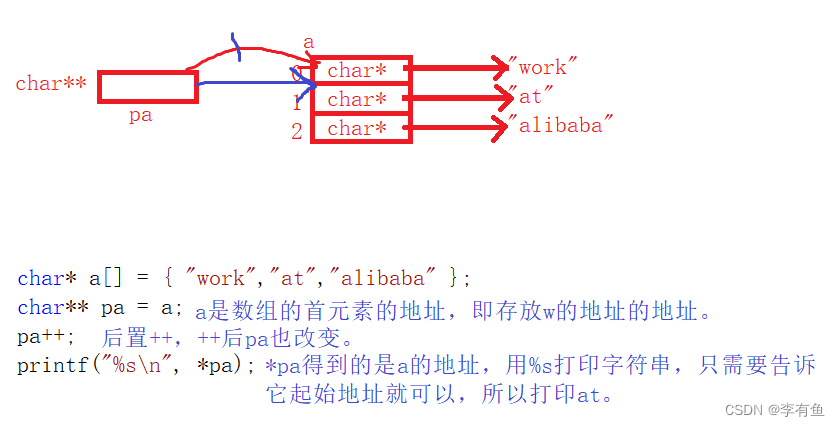 a
char** 0 char* "work"
pa 1 char* "at"
2 char* "alibaba"
char* a[] = { "work","at","alibaba" };
char** pa = a; a是数组的首元素的地址，即存放w的地址的地址。
pa++; 后置++，++后pa也改变。
printf("%s\n", *pa); *pa得到的是a的地址，用%s打印字符串，只需要告诉
它起始地址就可以，所以打印at。
CSDN @李有鱼